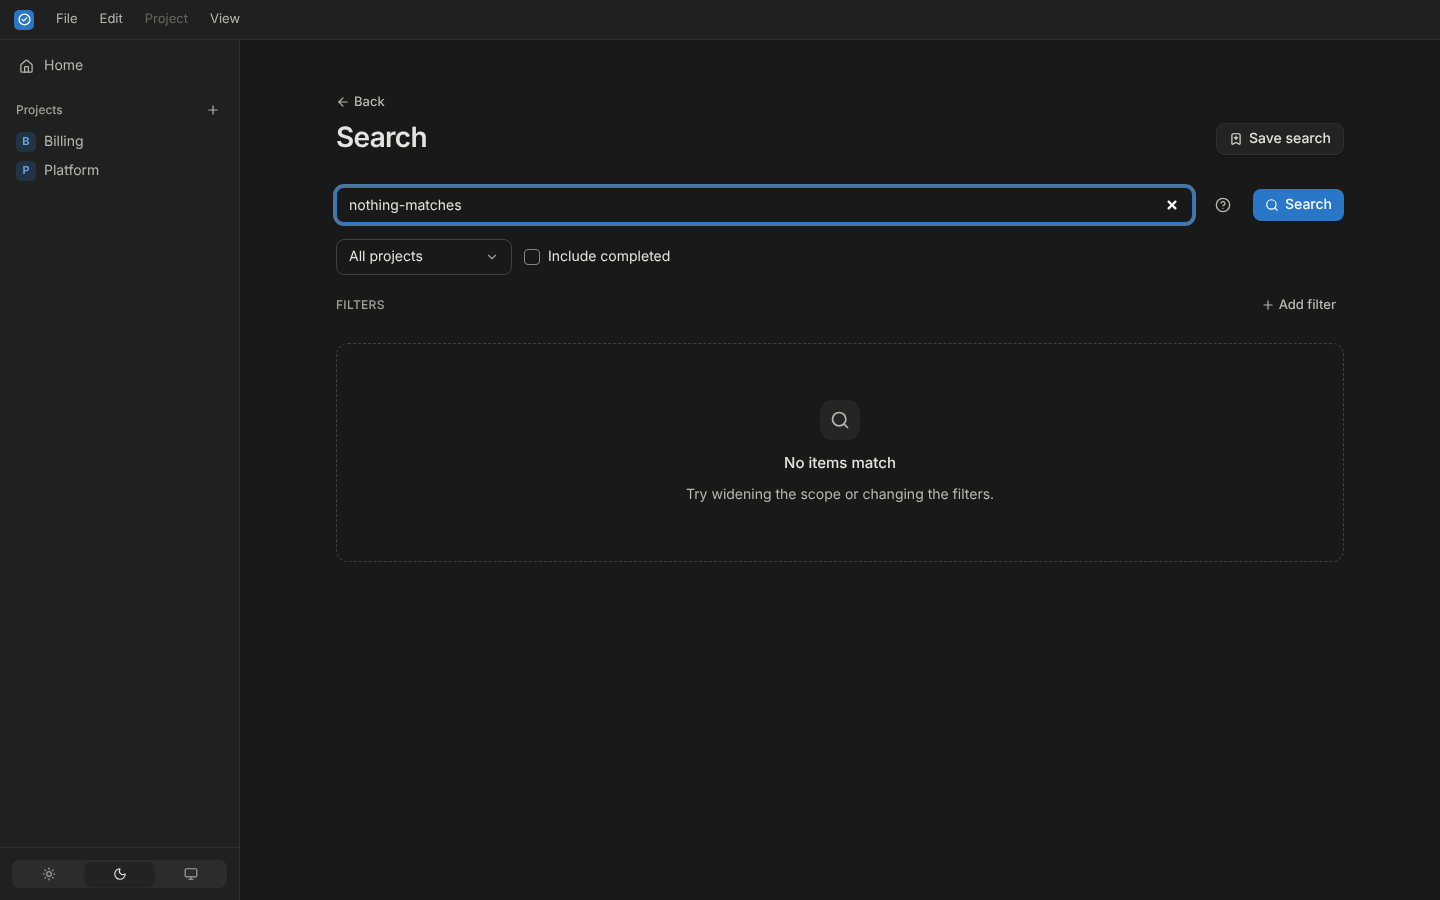 File Edit Project View
Home
Projects
B Billing
P Platform
Back
Search
Save search
nothing-matches
Search
All projects
Include completed
FILTERS
Add filter
No items match
Try widening the scope or changing the filters.